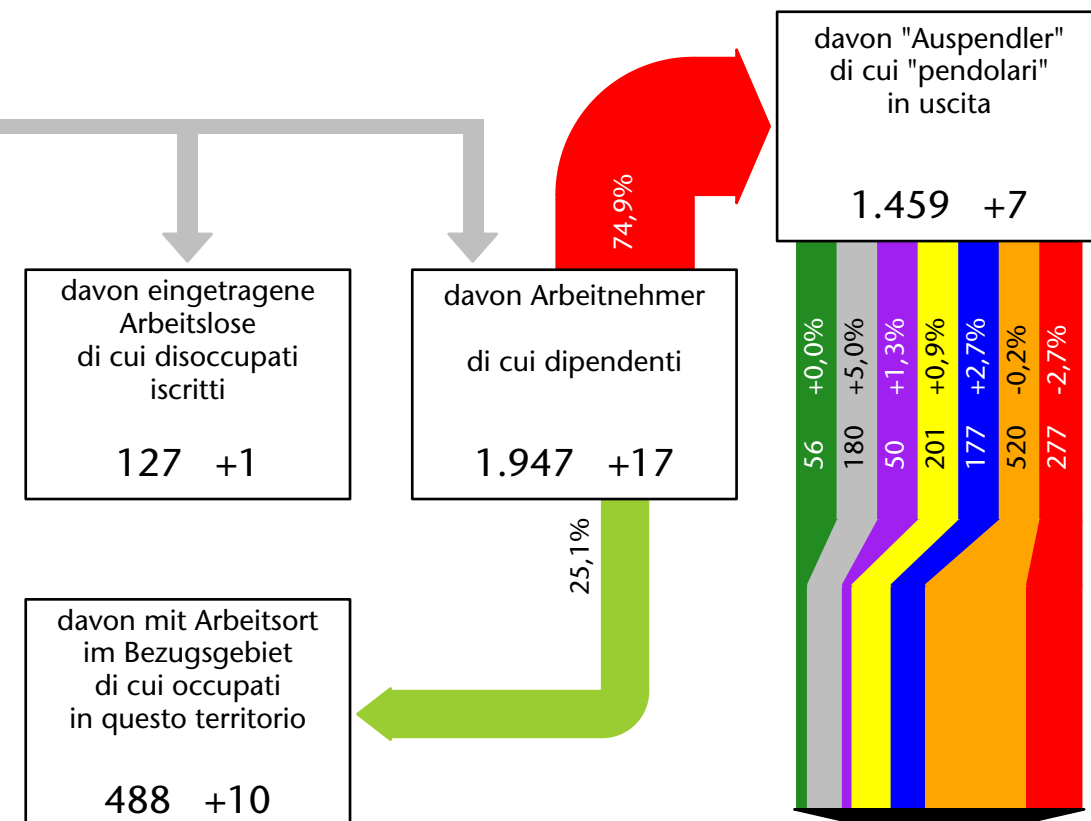 davon "Auspendler"
di cui "pendolari"
in uscita
1.459 +7
74,9%
davon eingetragene
Arbeitslose
di cui disoccupati
iscritti
127 +1
davon Arbeitnehmer
di cui dipendenti
1.947 +17
56 +0,0%
180 +5,0%
50 +1,3%
201 +0,9%
177 +2,7%
520 -0,2%
277 -2,7%
25,1%
davon mit Arbeitsort
im Bezugsgebiet
di cui occupati
in questo territorio
488 +10